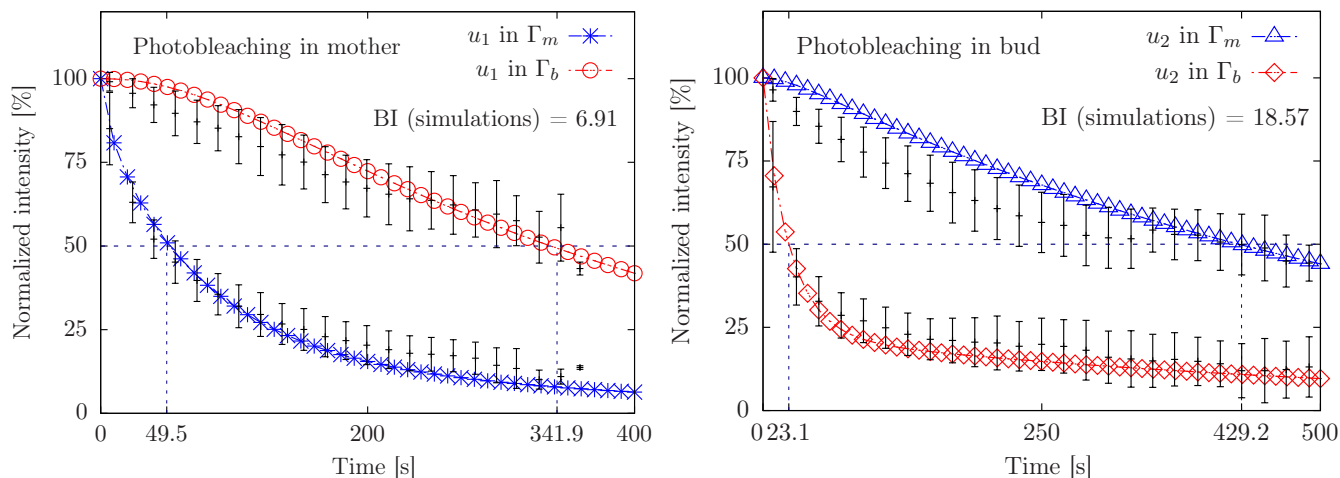 Photobleaching in mother
u₁ in Γₘ
u₁ in Γ_b
BI (simulations) = 6.91
Normalized intensity [%]
100
75
50
25
0
0 49.5 200 341.9 400
Time [s]
Photobleaching in bud
u₂ in Γₘ
u₂ in Γ_b
BI (simulations) = 18.57
Normalized intensity [%]
100
75
50
25
0
0 23.1 250 429.2 500
Time [s]